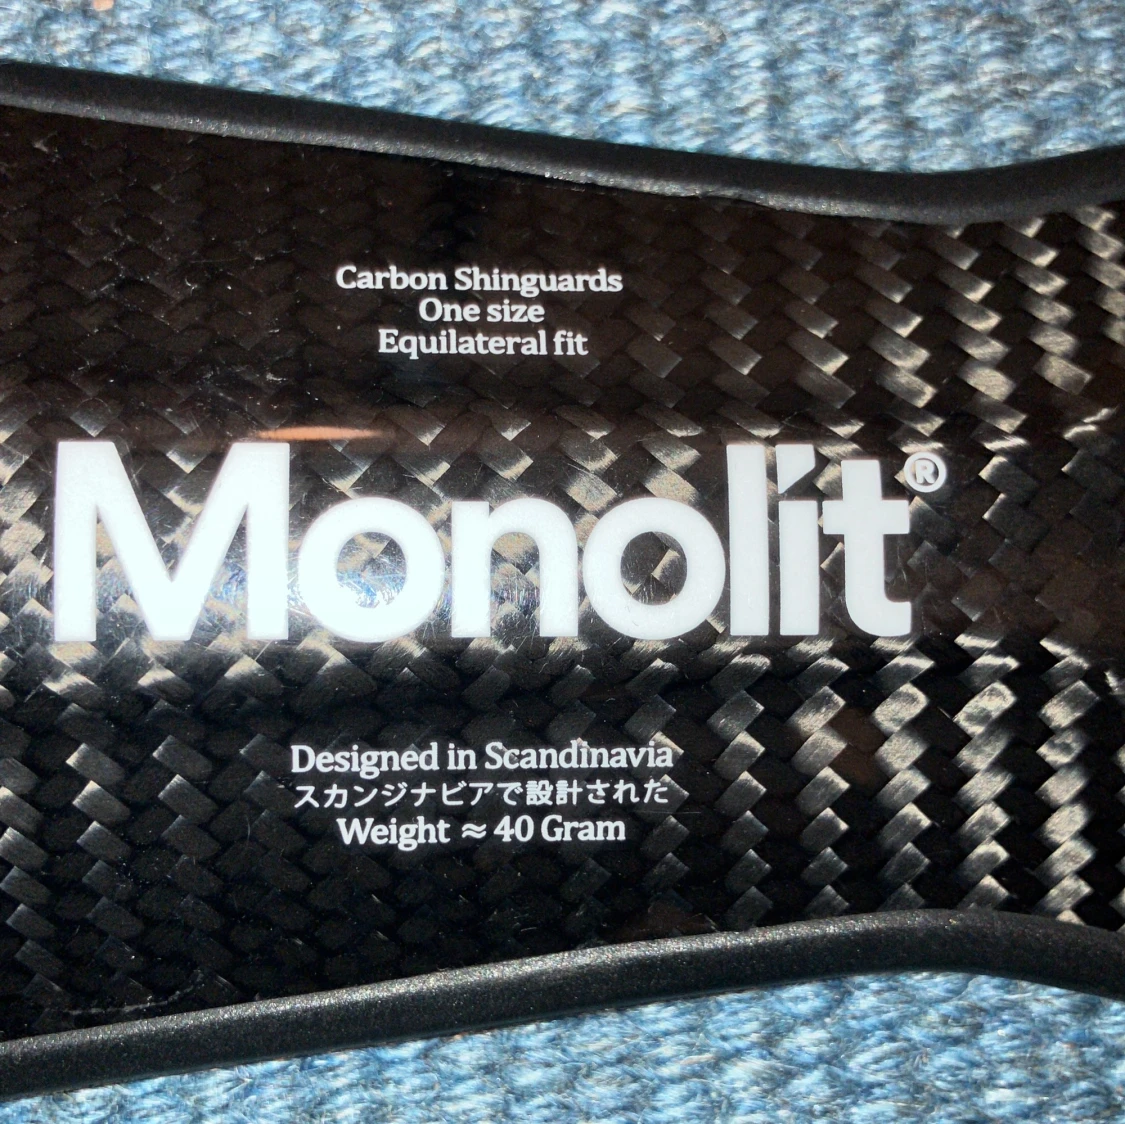 Carbon Shinguards
One size
Equilateral fit
Monolít®
Designed in Scandinavia
スカンジナビアで設計された
Weight ≈ 40 Gram